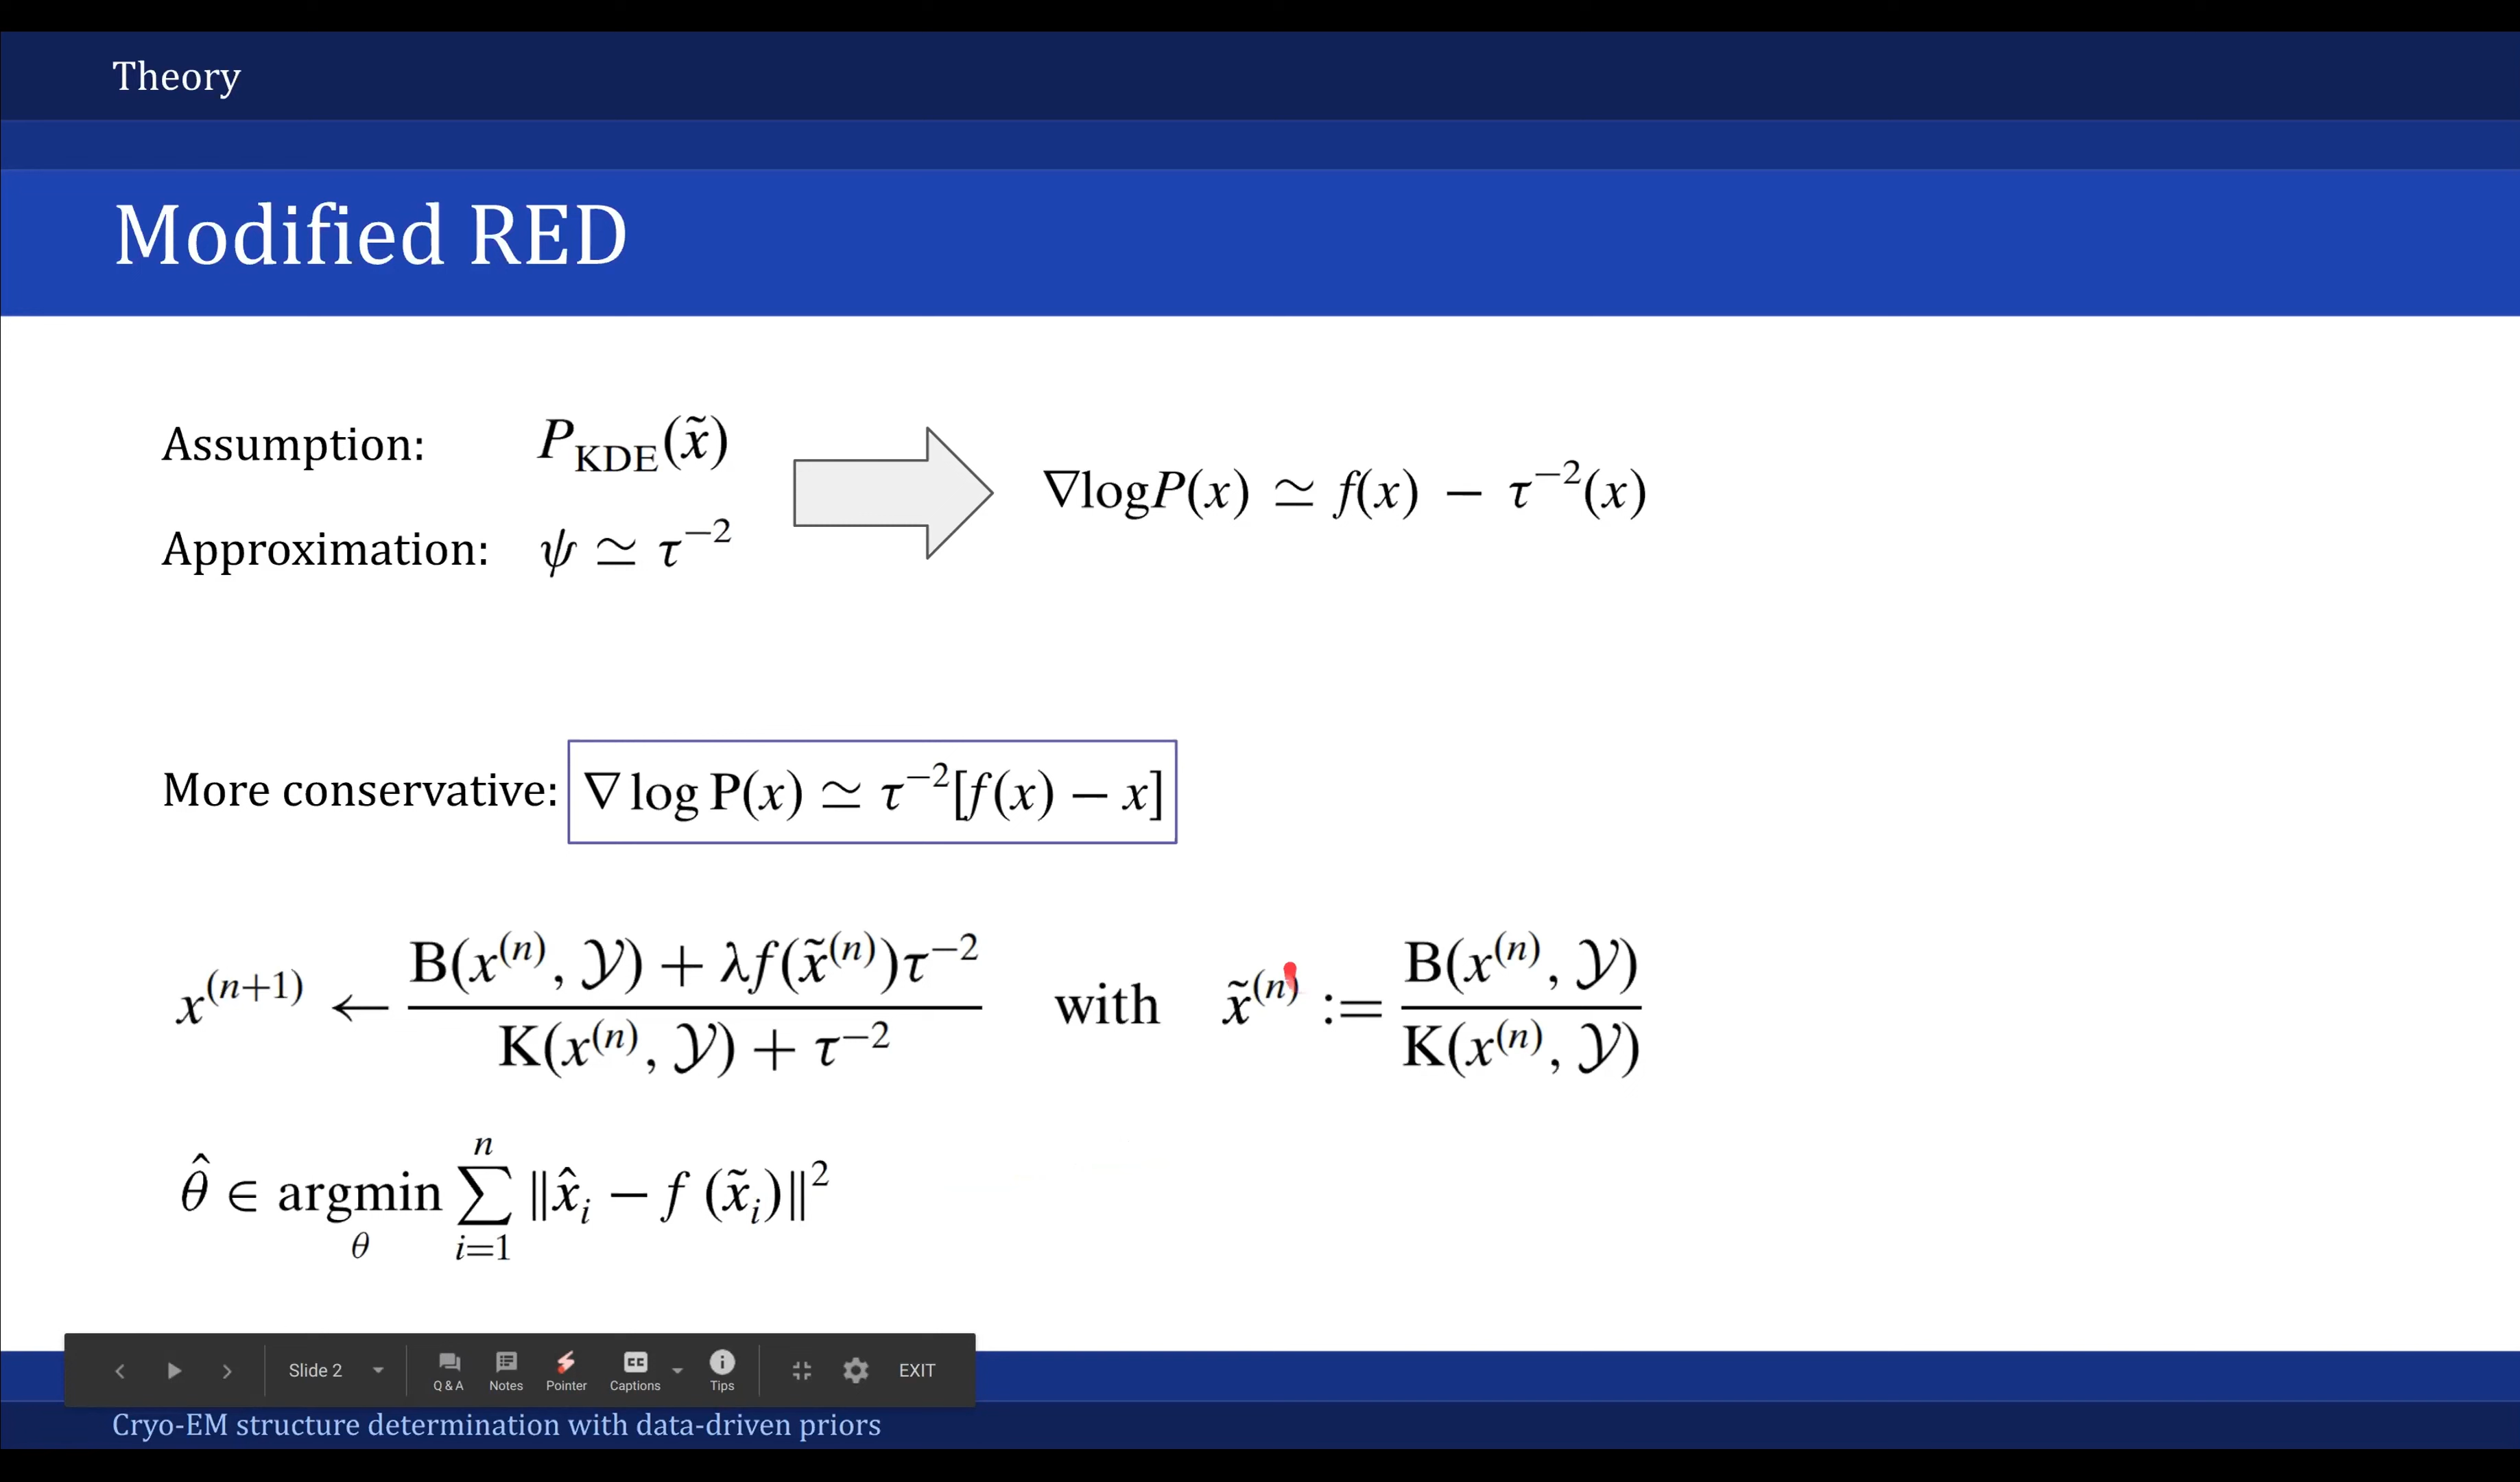 Theory
Modified RED
Assumption: P_KDE(x̃)
Approximation: ψ ≃ τ⁻²
∇logP(x) ≃ f(x) − τ⁻²(x)
More conservative: ∇ log P(x) ≃ τ⁻²[f(x) − x]
x⁽ⁿ⁺¹⁾ ← (B(x⁽ⁿ⁾, 𝒴) + λf(x̃⁽ⁿ⁾)τ⁻²) / (K(x⁽ⁿ⁾, 𝒴) + τ⁻²) with x̃⁽ⁿ⁾ := B(x⁽ⁿ⁾, 𝒴) / K(x⁽ⁿ⁾, 𝒴)
θ̂ ∈ argmin_θ ∑_{i=1}^{n} ‖x̂_i − f (x̃_i)‖²
Slide 2 Q & A Notes Pointer CC Captions Tips EXIT
Cryo-EM structure determination with data-driven priors